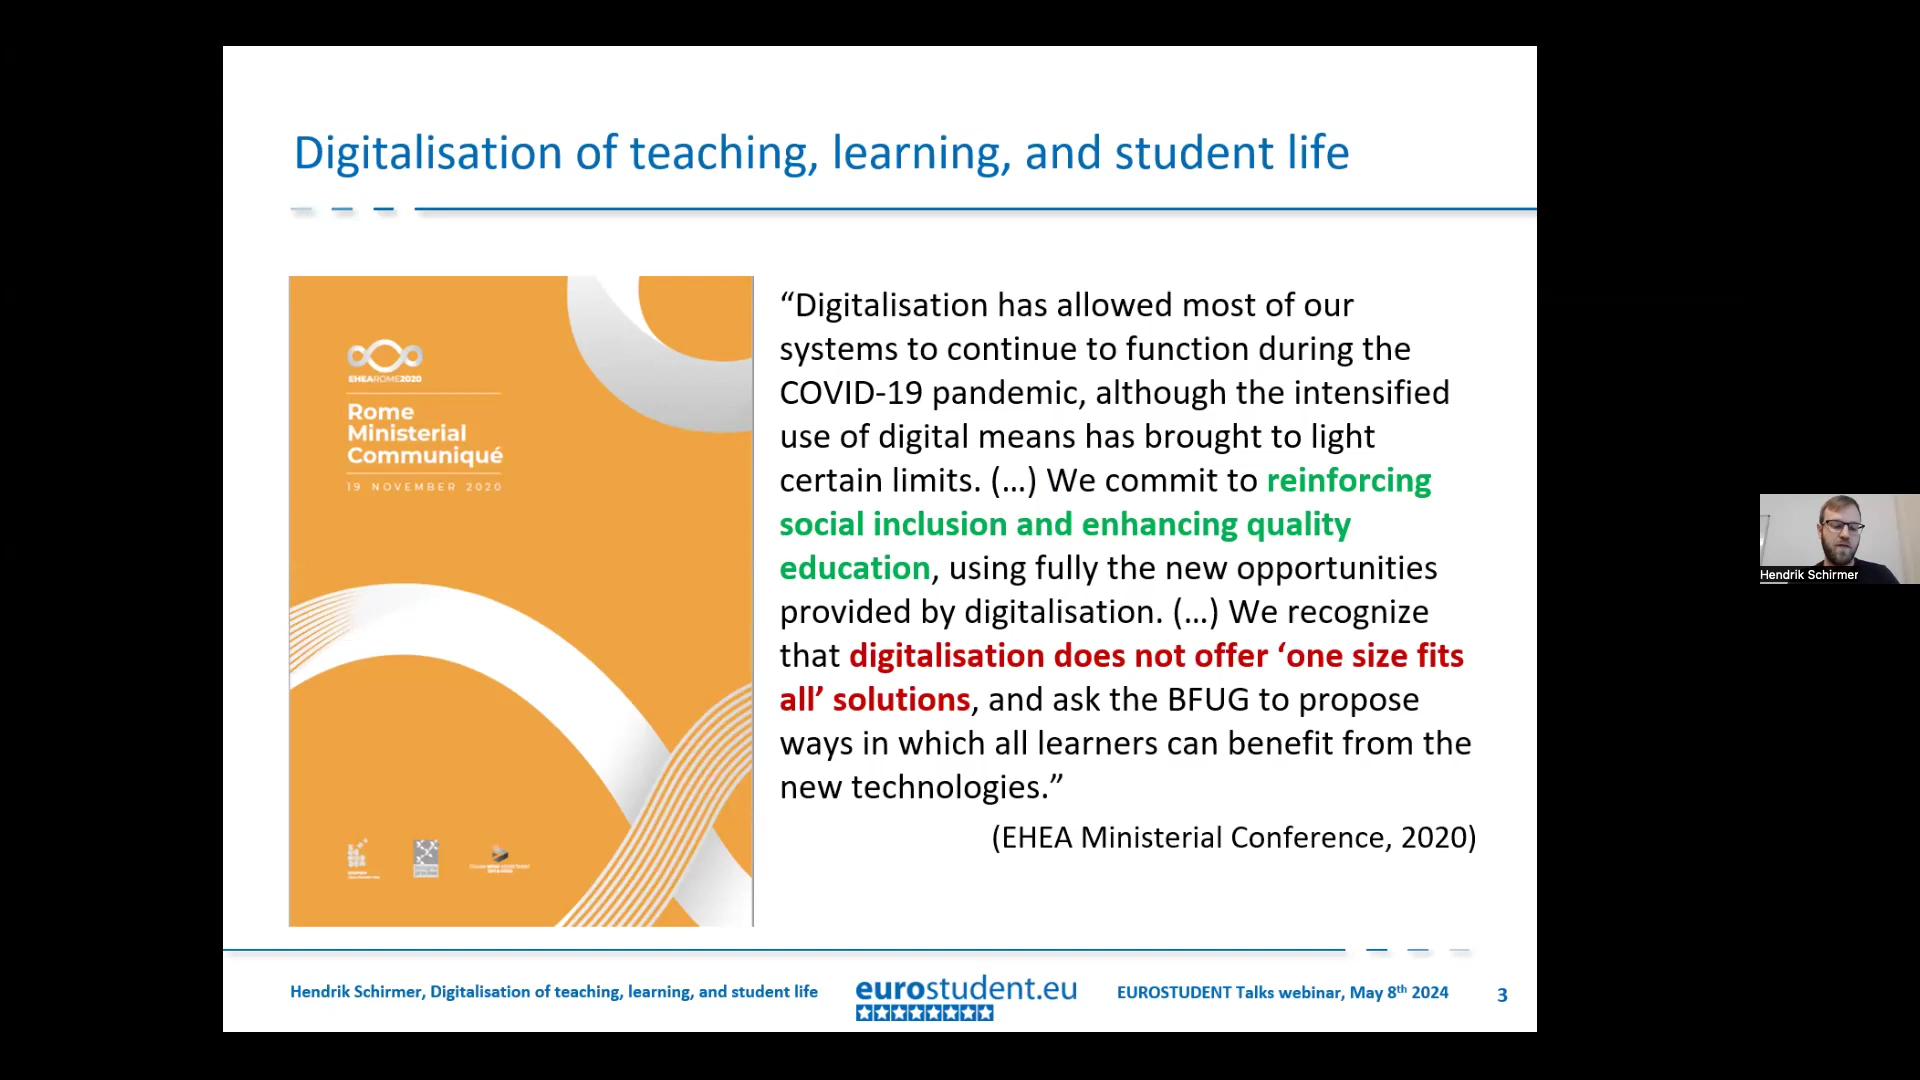 Digitalisation of teaching, learning, and student life
EHEAROME2020
Rome
Ministerial
Communiqué
19 NOVEMBER 2020
“Digitalisation has allowed most of our
systems to continue to function during the
COVID-19 pandemic, although the intensified
use of digital means has brought to light
certain limits. (…) We commit to reinforcing
social inclusion and enhancing quality
education, using fully the new opportunities
provided by digitalisation. (…) We recognize
that digitalisation does not offer ‘one size fits
all’ solutions, and ask the BFUG to propose
ways in which all learners can benefit from the
new technologies.”
(EHEA Ministerial Conference, 2020)
Hendrik Schirmer, Digitalisation of teaching, learning, and student life
eurostudent.eu
EUROSTUDENT Talks webinar, May 8th 2024
3
Hendrik Schirmer